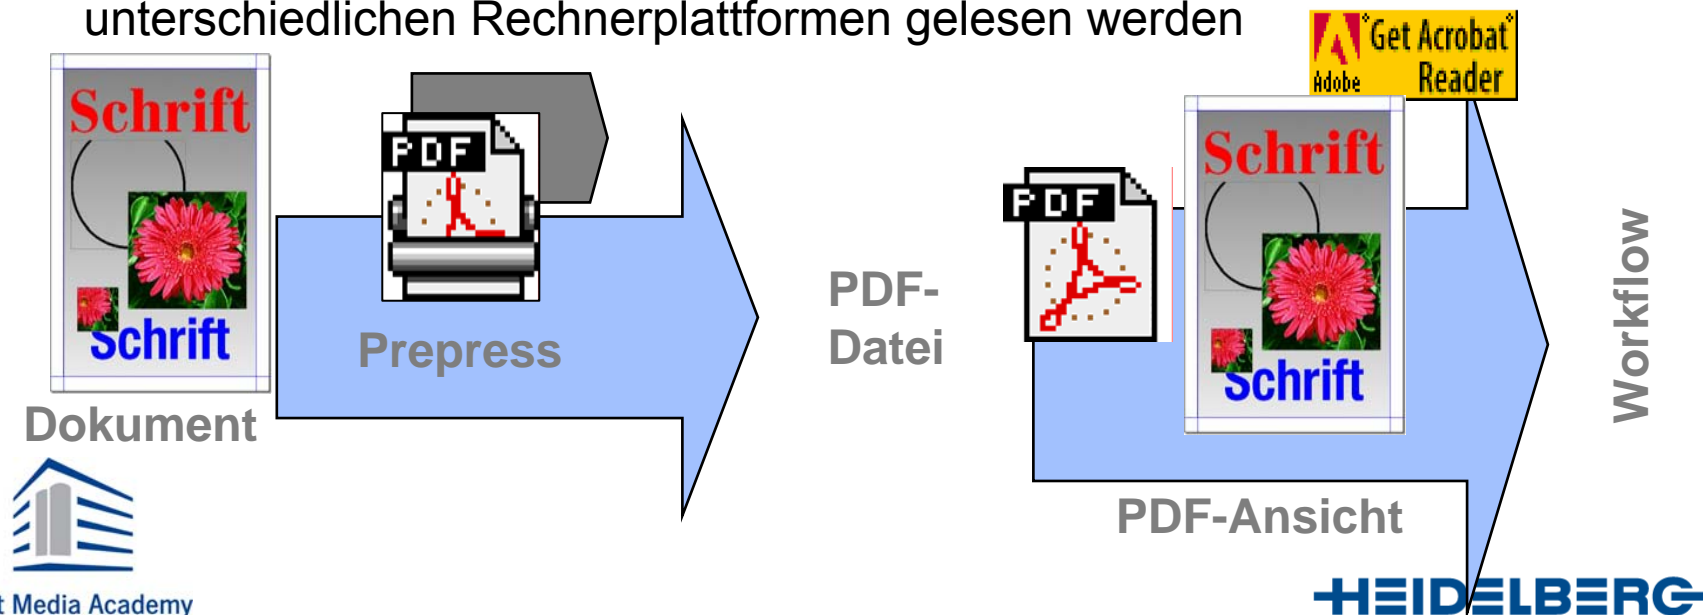 unterschiedlichen Rechnerplattformen gelesen werden
Get Acrobat
Adobe Reader
Schrift
Schrift
Dokument
PDF
Prepress
PDF-
Datei
PDF
Schrift
Schrift
PDF-Ansicht
Workflow
t Media Academy
HEIDELBERG